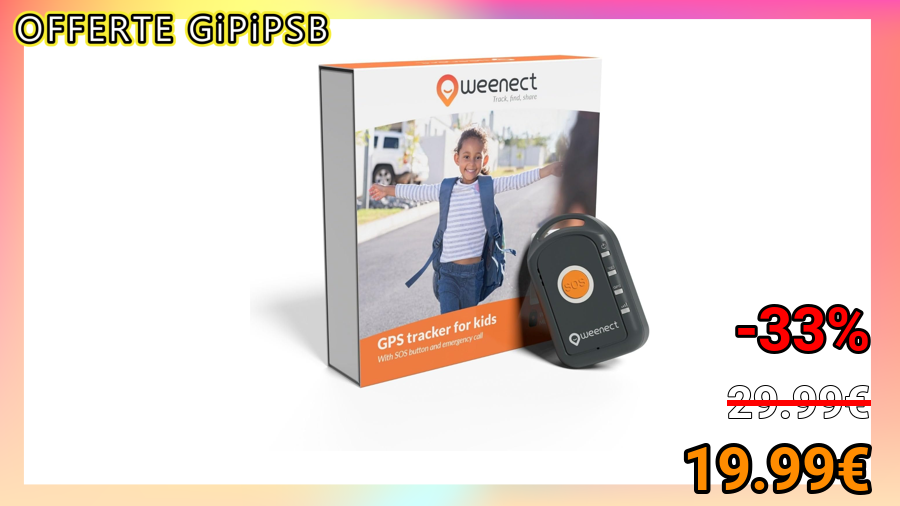 OFFERTE GiPiPSB
weenect
Track, find, share
GPS tracker for kids
With SOS button and emergency call
SOS
weenect
-33%
29.99€
19.99€